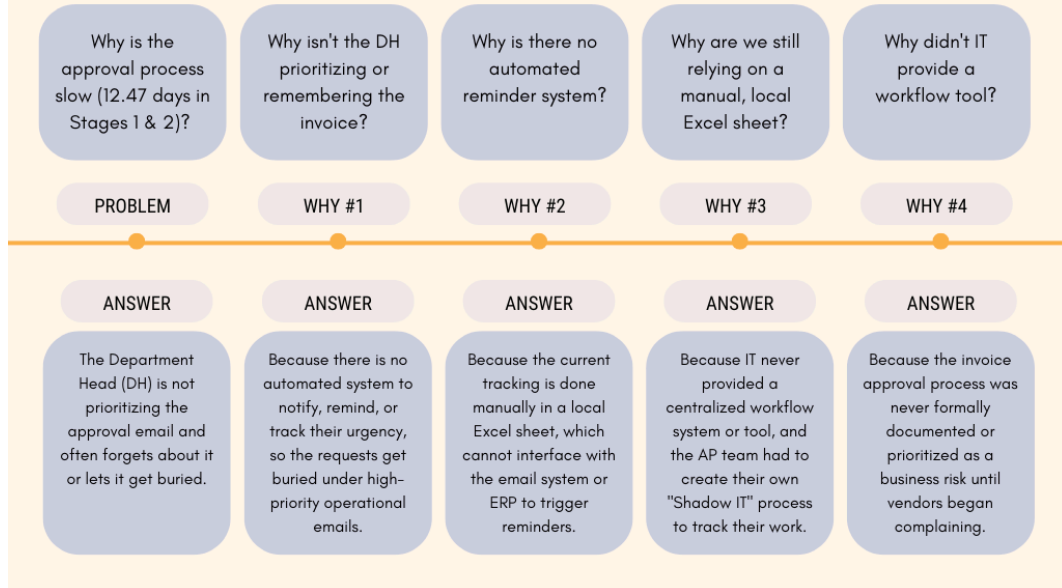 Why is the
approval process
slow (12.47 days in
Stages 1 & 2)?
Why isn't the DH
prioritizing or
remembering the
invoice?
Why is there no
automated
reminder system?
Why are we still
relying on a
manual, local
Excel sheet?
Why didn't IT
provide a
workflow tool?
PROBLEM
WHY #1
WHY #2
WHY #3
WHY #4
ANSWER
ANSWER
ANSWER
ANSWER
ANSWER
The Department
Head (DH) is not
prioritizing the
approval email and
often forgets about it
or lets it get buried.
Because there is no
automated system to
notify, remind, or
track their urgency,
so the requests get
buried under high-
priority operational
emails.
Because the current
tracking is done
manually in a local
Excel sheet, which
cannot interface with
the email system or
ERP to trigger
reminders.
Because IT never
provided a
centralized workflow
system or tool, and
the AP team had to
create their own
"Shadow IT" process
to track their work.
Because the invoice
approval process was
never formally
documented or
prioritized as a
business risk until
vendors began
complaining.